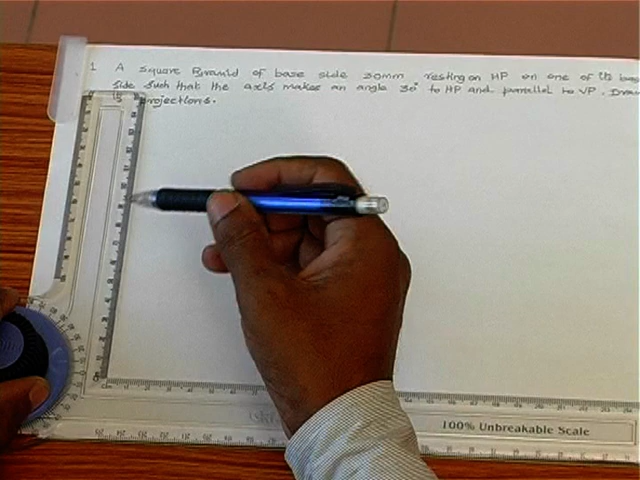 1 A square Pyramid of base side 30mm resting on HP on one of its bas
side such that the axis makes an angle 30° to HP and parallel to VP. Draw
projections.
100% Unbreakable Scale